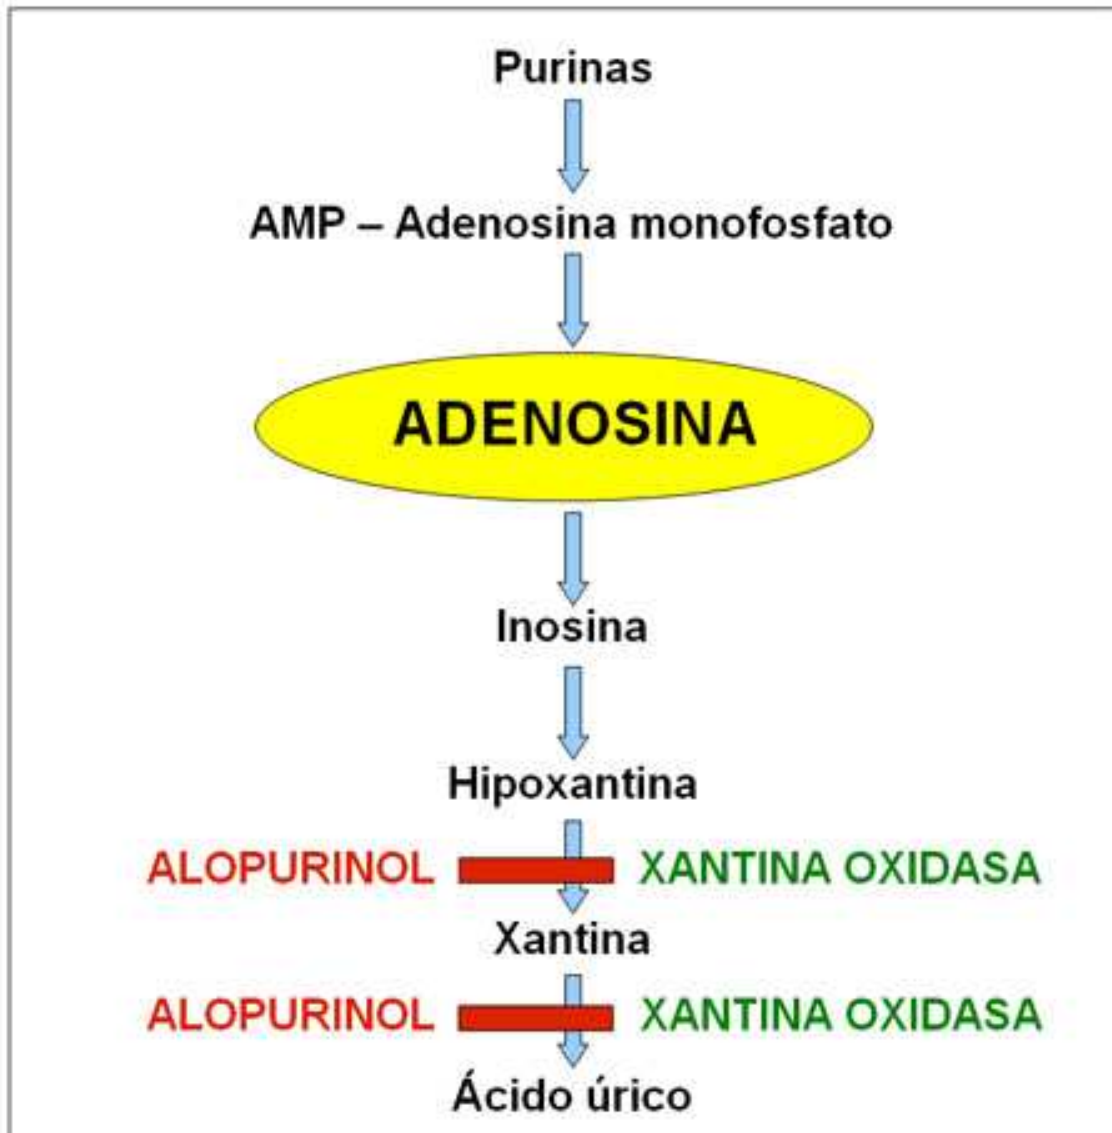 Purinas
AMP – Adenosina monofosfato
ADENOSINA
Inosina
Hipoxantina
ALOPURINOL XANTINA OXIDASA
Xantina
ALOPURINOL XANTINA OXIDASA
Ácido úrico